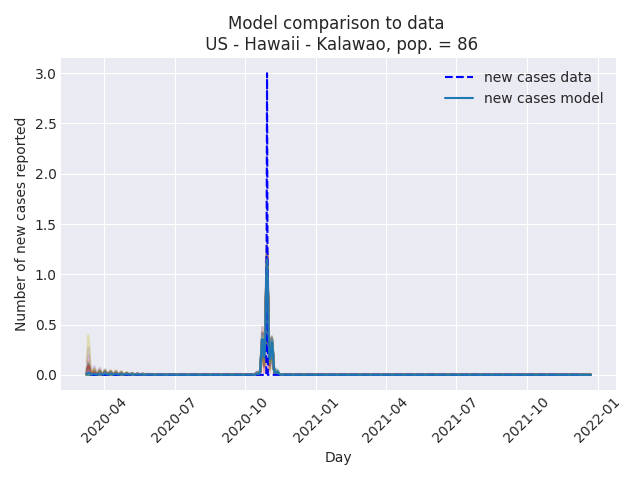 Model comparison to data
US - Hawaii - Kalawao, pop. = 86
new cases data
new cases model
Number of new cases reported
3.0
2.5
2.0
1.5
1.0
0.5
0.0
2020-04
2020-07
2020-10
2021-01
2021-04
2021-07
2021-10
2022-01
Day